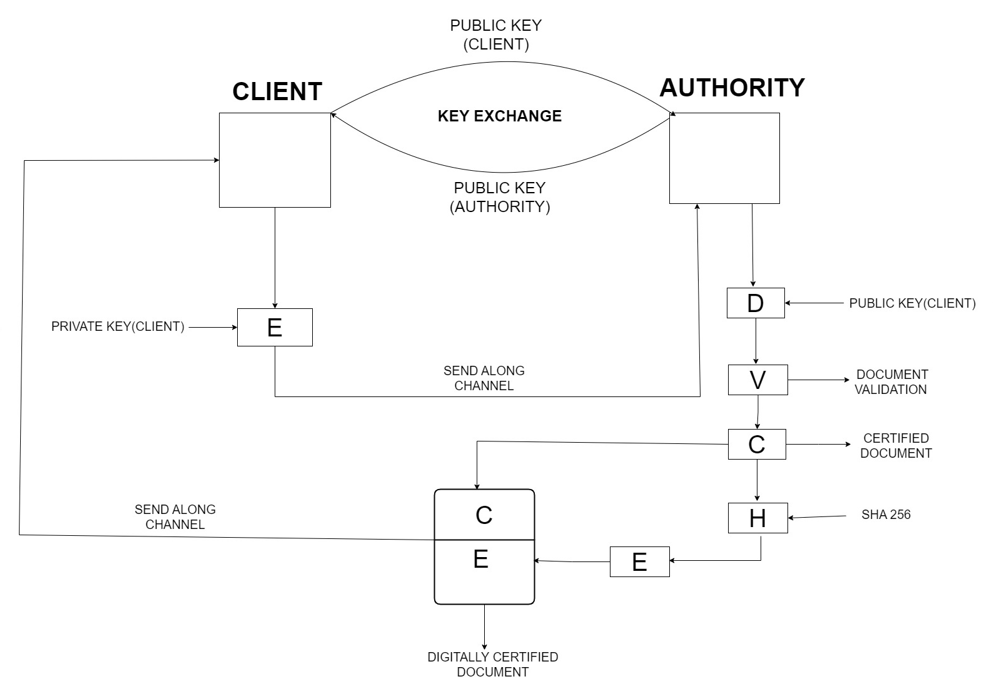 PUBLIC KEY
(CLIENT)
CLIENT
AUTHORITY
KEY EXCHANGE
PUBLIC KEY
(AUTHORITY)
D
PUBLIC KEY(CLIENT)
PRIVATE KEY(CLIENT)
E
SEND ALONG
CHANNEL
V
DOCUMENT
VALIDATION
C
CERTIFIED
DOCUMENT
SEND ALONG
CHANNEL
C
H
SHA 256
E
E
DIGITALLY CERTIFIED
DOCUMENT